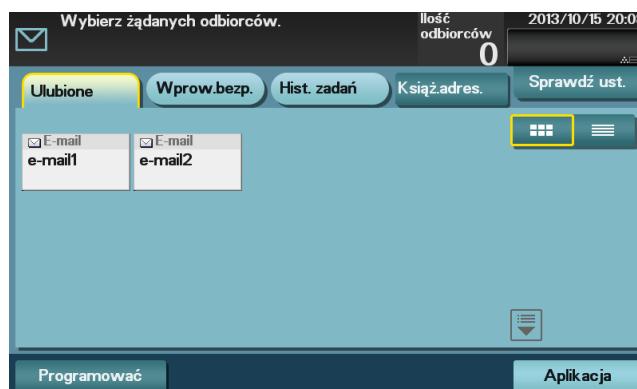 Wybierz żądanych odbiorców.
Ilość
odbiorców
0
2013/10/15 20:08
Ulubione
Wprow.bezp.
Hist. zadań
Książ.adres.
Sprawdź ust.
E-mail
e-mail1
E-mail
e-mail2
Programować
Aplikacja